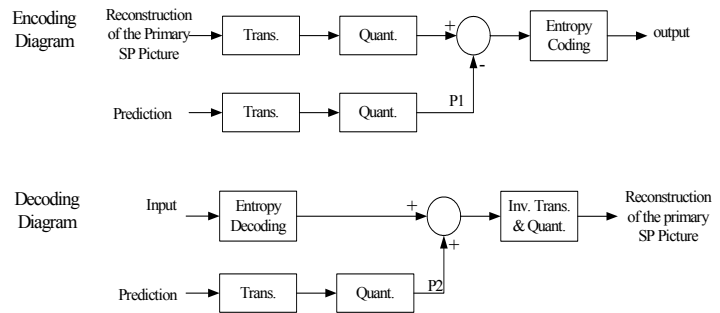 Encoding
Diagram
Reconstruction
of the Primary
SP Picture
Trans.
Quant.
+
-
Entropy
Coding
output
Prediction
Trans.
Quant.
P1
Decoding
Diagram
Input
Entropy
Decoding
+
+
Inv. Trans.
& Quant.
Reconstruction
of the primary
SP Picture
Prediction
Trans.
Quant.
P2